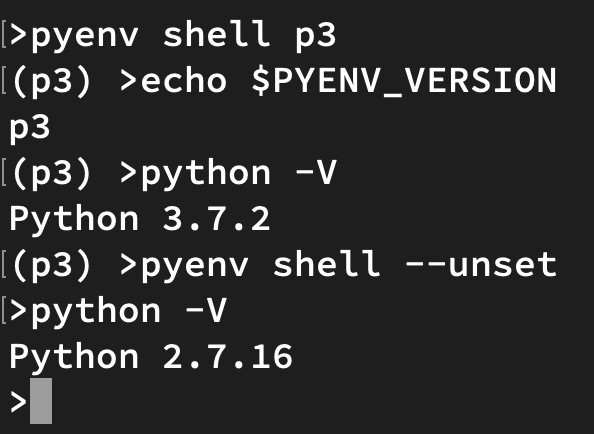 [>pyenv shell p3
[(p3) >echo $PYENV_VERSION
p3
[(p3) >python -V
Python 3.7.2
[(p3) >pyenv shell --unset
[>python -V
Python 2.7.16
>